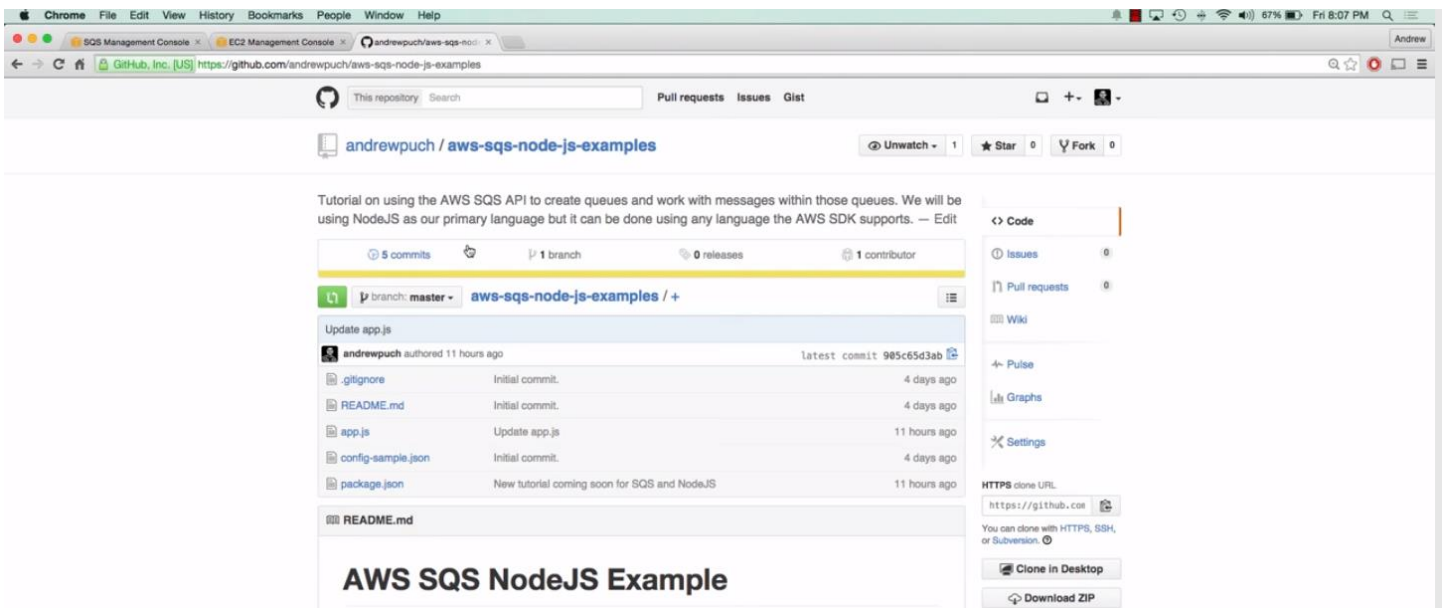 Chrome File Edit View History Bookmarks People Window Help 67% Fri 8:07 PM
SQS Management Console × EC2 Management Console × andrewpuch/aws-sqs-nod × Andrew
GitHub, Inc. [US] https://github.com/andrewpuch/aws-sqs-node-js-examples
This repository Search Pull requests Issues Gist
andrewpuch / aws-sqs-node-js-examples Unwatch 1 Star 0 Fork 0
Tutorial on using the AWS SQS API to create queues and work with messages within those queues. We will be
using NodeJS as our primary language but it can be done using any language the AWS SDK supports. — Edit
5 commits 1 branch 0 releases 1 contributor
branch: master aws-sqs-node-js-examples / +
Update app.js
andrewpuch authored 11 hours ago latest commit 905c65d3ab
.gitignore Initial commit. 4 days ago
README.md Initial commit. 4 days ago
app.js Update app.js 11 hours ago
config-sample.json Initial commit. 4 days ago
package.json New tutorial coming soon for SQS and NodeJS 11 hours ago
README.md
AWS SQS NodeJS Example
<> Code
Issues 0
Pull requests 0
Wiki
Pulse
Graphs
Settings
HTTPS clone URL
https://github.com
You can clone with HTTPS, SSH,
or Subversion.
Clone in Desktop
Download ZIP